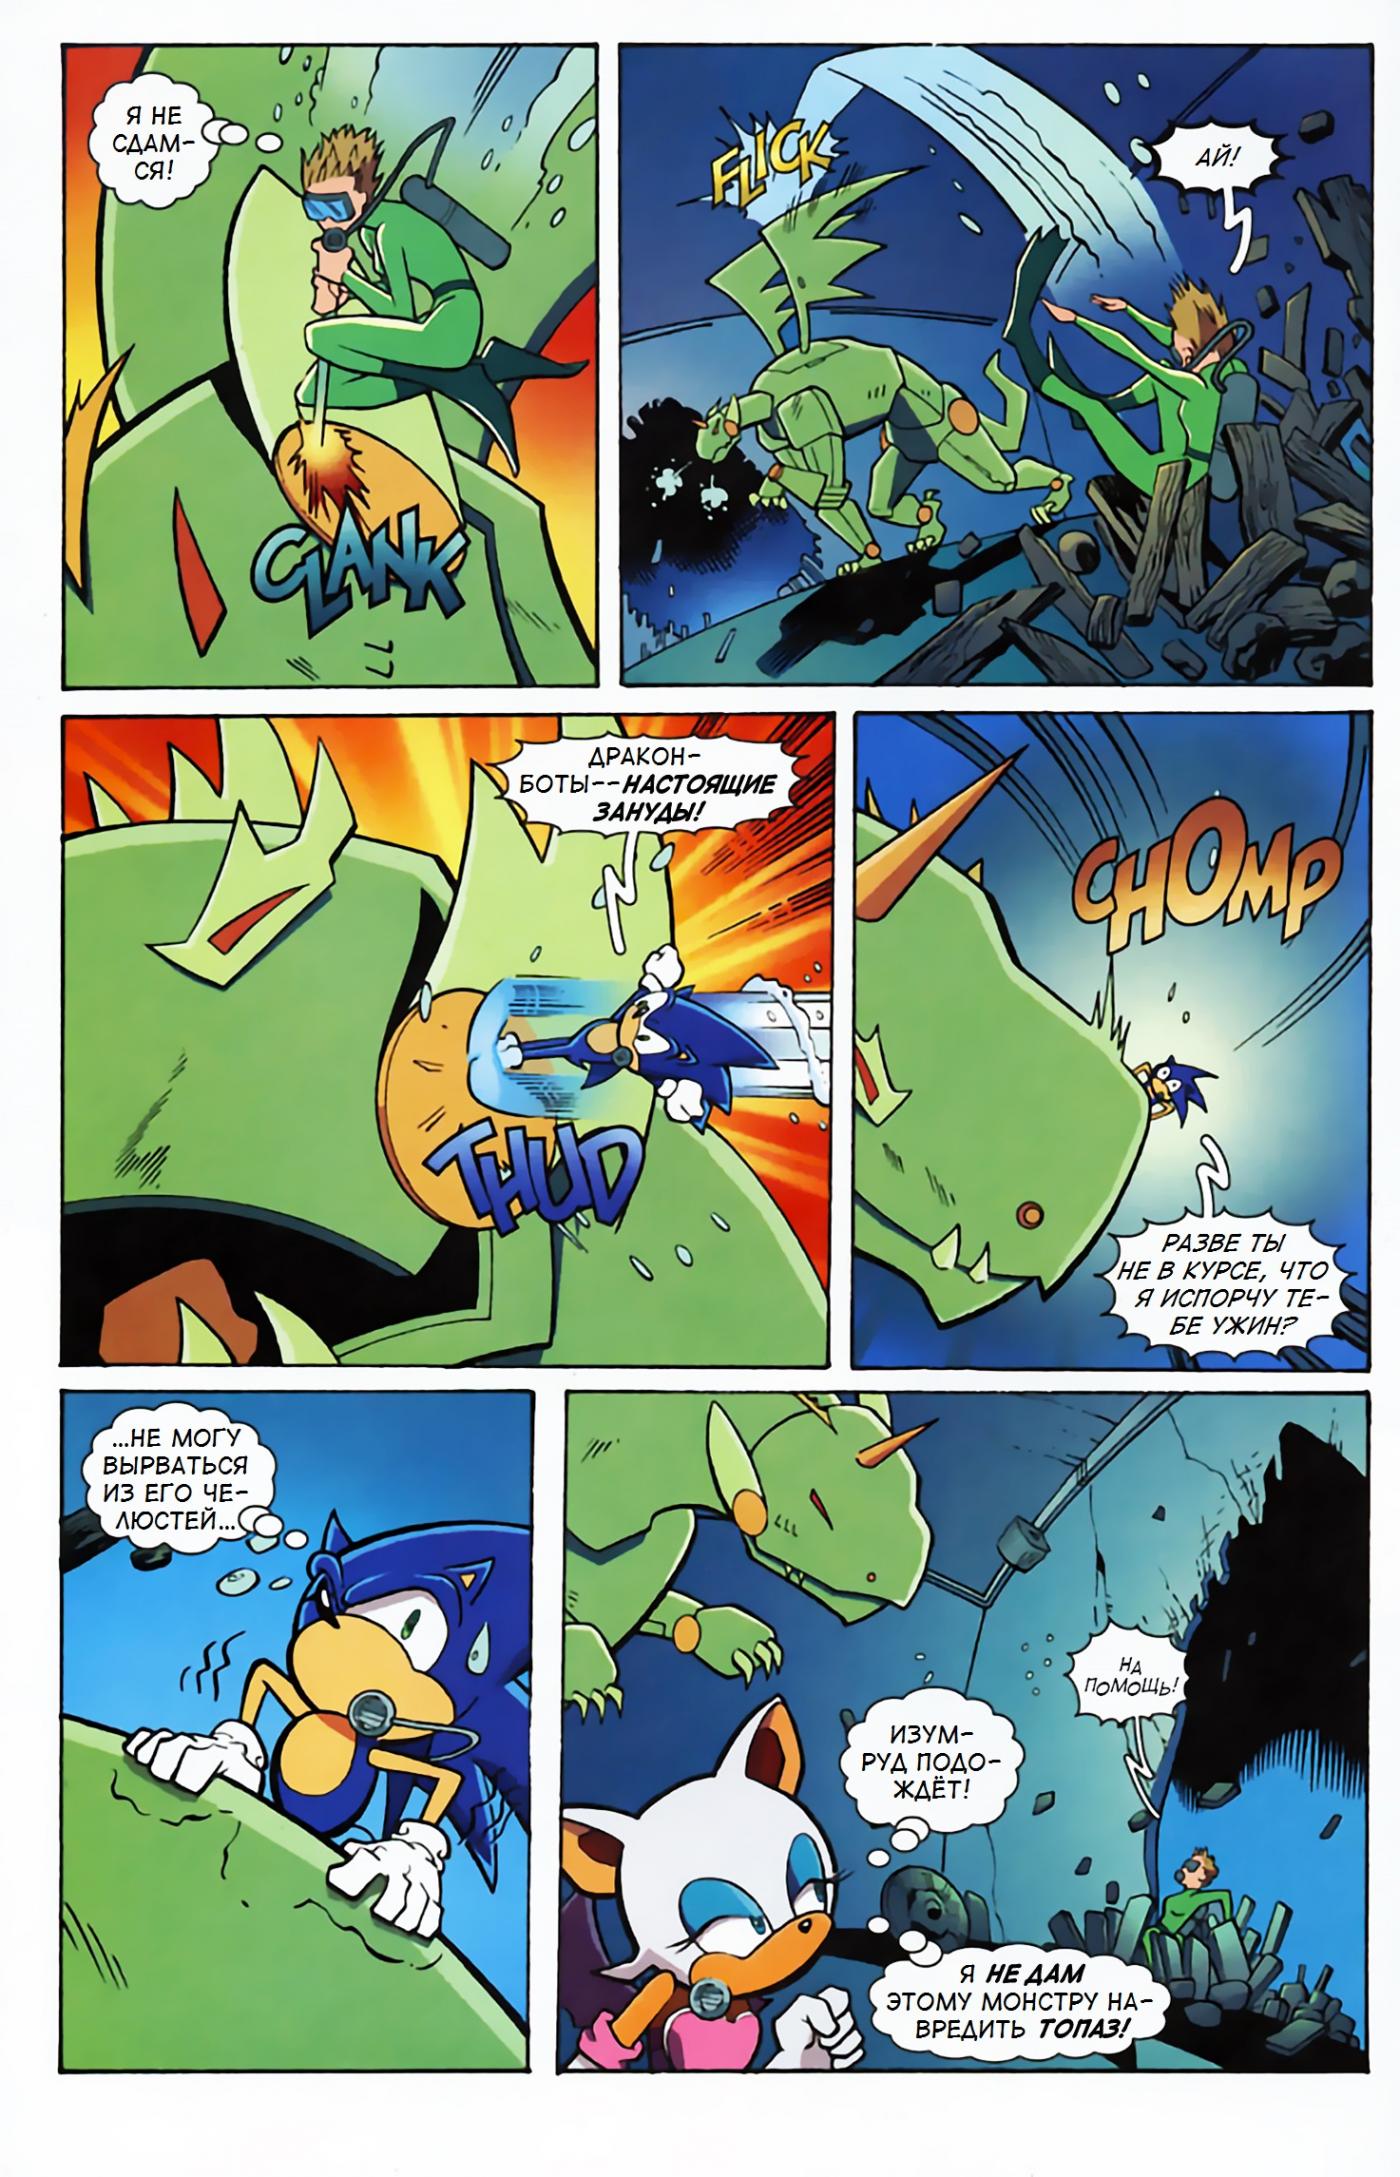 Я НЕ
СДАМ-
СЯ!
CLANK
FLICK
АЙ!
ДРАКОН-
БОТЫ--НАСТОЯЩИЕ
ЗАНУДЫ!
THUD
CHOMP
РАЗВЕ ТЫ
НЕ В КУРСЕ, ЧТО
Я ИСПОРЧУ ТЕ-
БЕ УЖИН?
...НЕ МОГУ
ВЫРВАТЬСЯ
ИЗ ЕГО ЧЕ-
ЛЮСТЕЙ...
НА
ПОМОЩЬ!
ИЗУМ-
РУД ПОДО-
ЖДЁТ!
Я НЕ ДАМ
ЭТОМУ МОНСТРУ НА-
ВРЕДИТЬ ТОПАЗ!